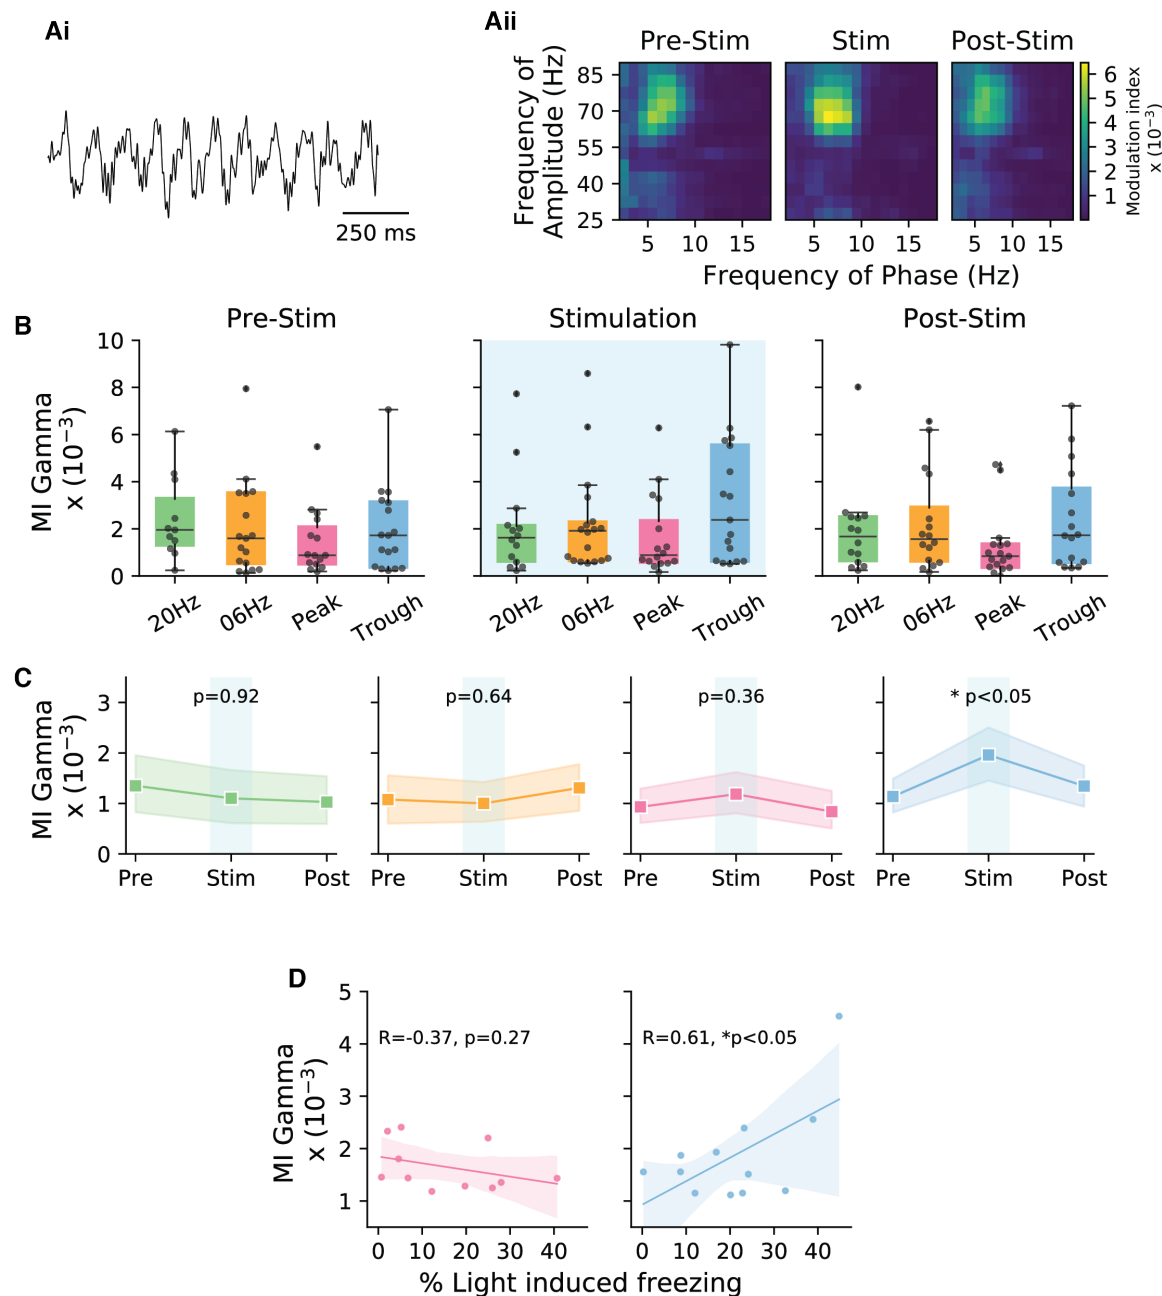 Ai
250 ms
Aii
Pre-Stim Stim Post-Stim
Frequency of
Amplitude (Hz)
85
70
55
40
25
5 10 15 5 10 15 5 10 15
Frequency of Phase (Hz)
6
5
4
3
2
1
Modulation index
x (10⁻³)
B
Pre-Stim Stimulation Post-Stim
MI Gamma
x (10⁻³)
10
8
6
4
2
0
20Hz 06Hz Peak Trough 20Hz 06Hz Peak Trough 20Hz 06Hz Peak Trough
C
MI Gamma
x (10⁻³)
3
2
1
0
p=0.92 p=0.64 p=0.36 * p<0.05
Pre Stim Post Pre Stim Post Pre Stim Post Pre Stim Post
D
MI Gamma
x (10⁻³)
5
4
3
2
1
R=-0.37, p=0.27 R=0.61, *p<0.05
0 10 20 30 40 0 10 20 30 40
% Light induced freezing